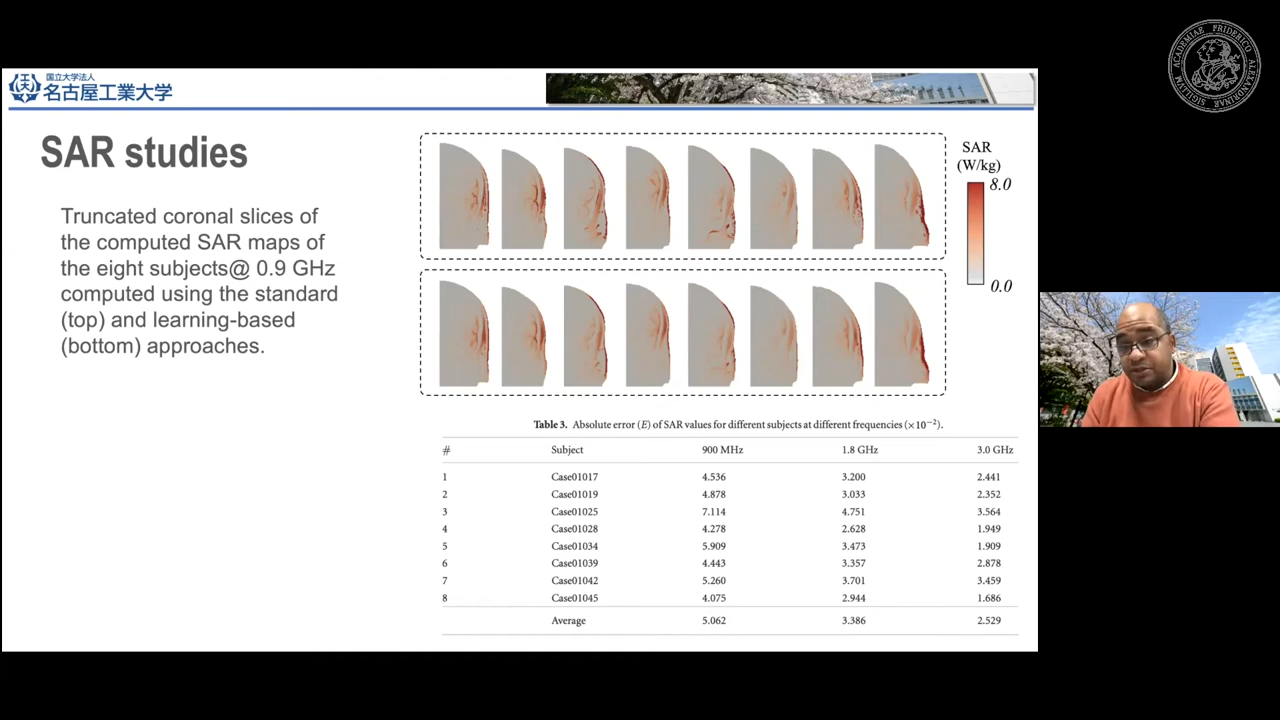 国立大学法人
名古屋工業大学
ACADEMIAE FRIDERICO ALEXANDRINAE SIGILLVM
SAR studies
Truncated coronal slices of
the computed SAR maps of
the eight subjects@ 0.9 GHz
computed using the standard
(top) and learning-based
(bottom) approaches.
SAR
(W/kg)
8.0
0.0
Table 3. Absolute error (E) of SAR values for different subjects at different frequencies (×10⁻²).
# Subject 900 MHz 1.8 GHz 3.0 GHz
1 Case01017 4.536 3.200 2.441
2 Case01019 4.878 3.033 2.352
3 Case01025 7.114 4.751 3.564
4 Case01028 4.278 2.628 1.949
5 Case01034 5.909 3.473 1.909
6 Case01039 4.443 3.357 2.878
7 Case01042 5.260 3.701 3.459
8 Case01045 4.075 2.944 1.686
Average 5.062 3.386 2.529